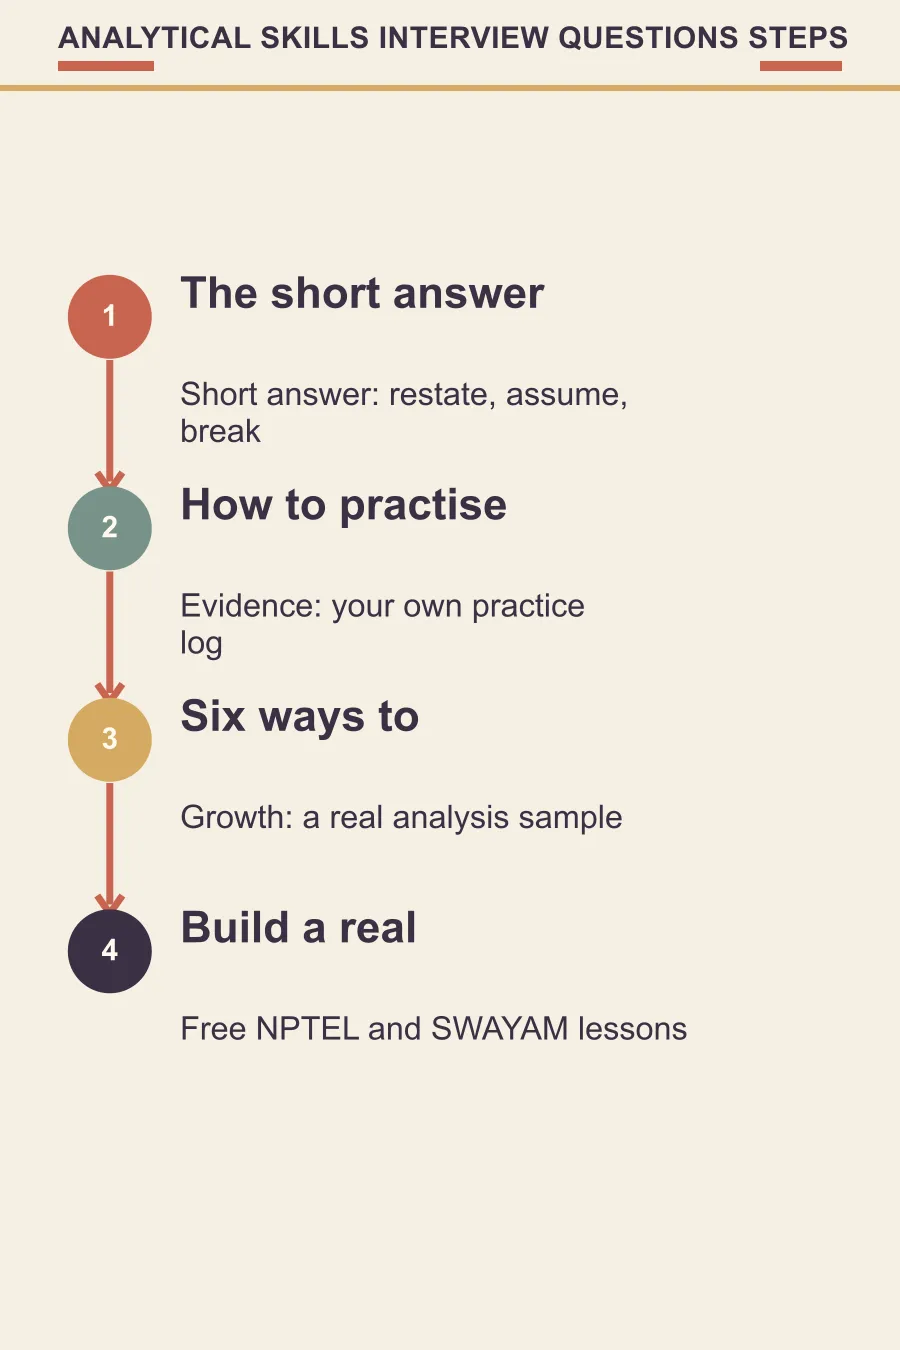 ANALYTICAL SKILLS INTERVIEW QUESTIONS STEPS
1
The short answer
Short answer: restate, assume,
break
2
How to practise
Evidence: your own practice
log
3
Six ways to
Growth: a real analysis sample
4
Build a real
Free NPTEL and SWAYAM lessons